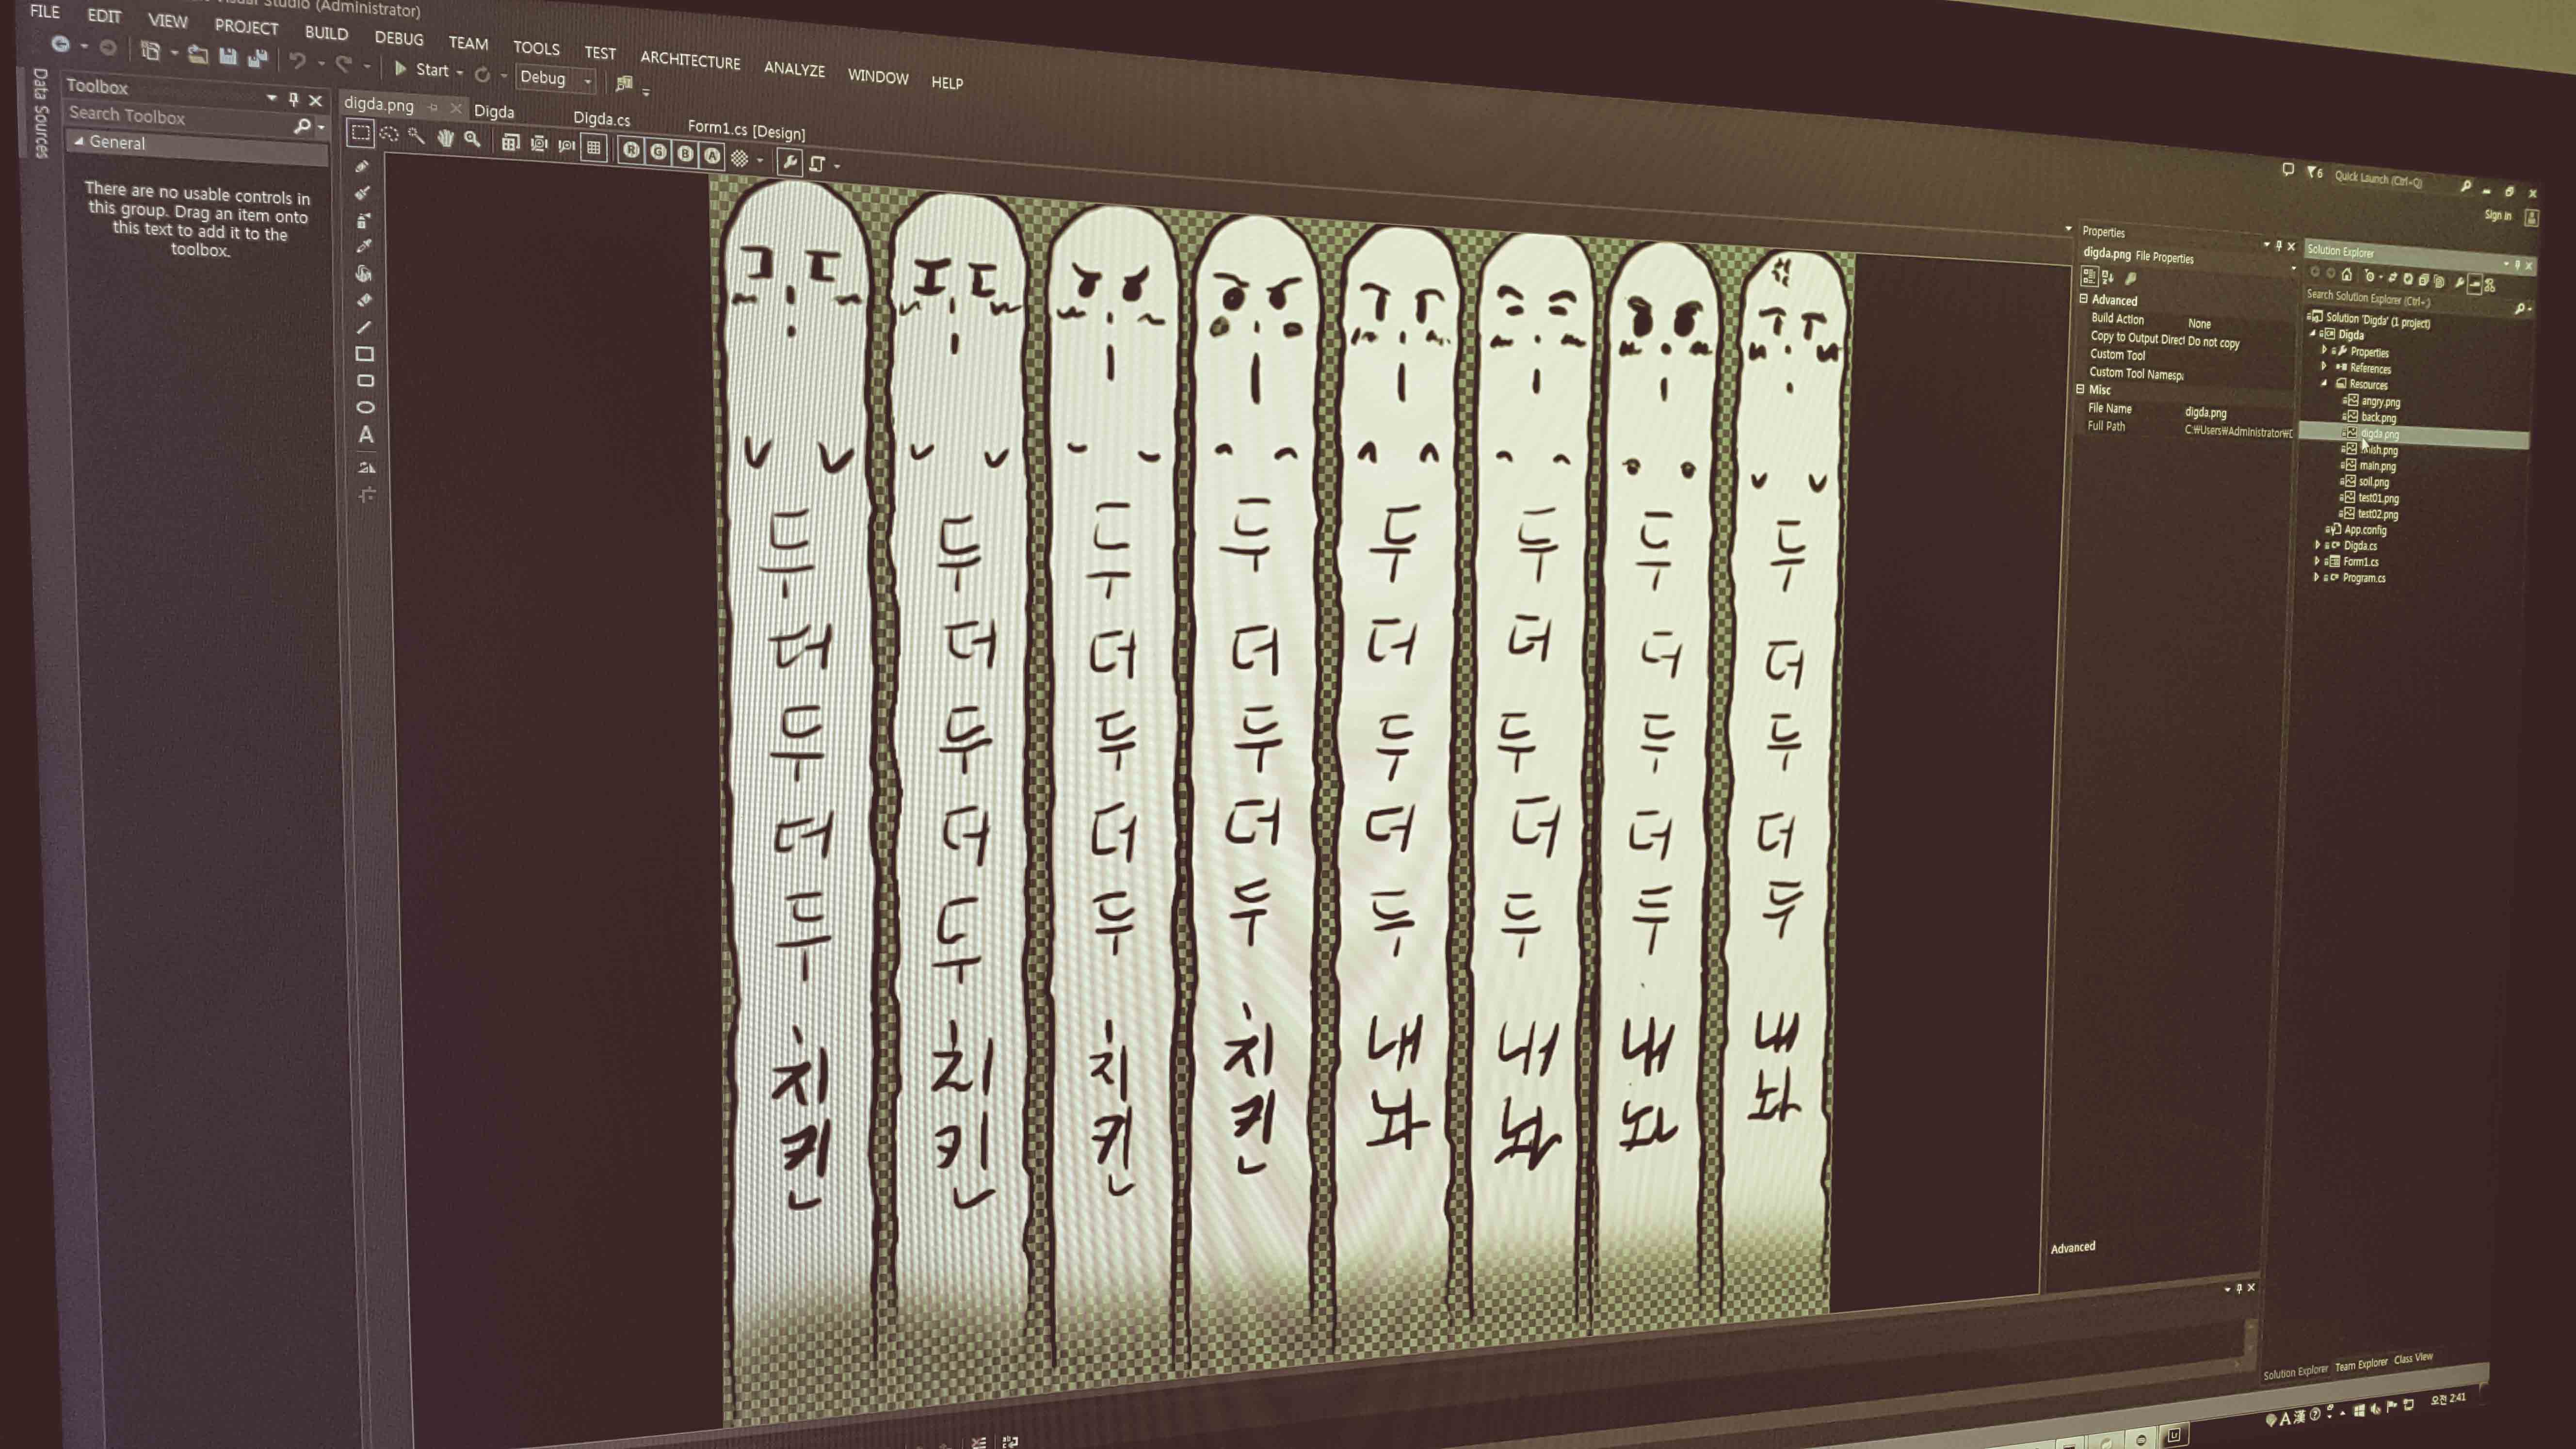 Visual Studio (Administrator)
FILE EDIT VIEW PROJECT BUILD DEBUG TEAM TOOLS TEST ARCHITECTURE ANALYZE WINDOW HELP
Start Debug
Quick Launch (Ctrl+Q)
Sign in
Data Sources
Toolbox
Search Toolbox
General
There are no usable controls in
this group. Drag an item onto
this text to add it to the
toolbox.
digda.png Digda Digda.cs Form1.cs [Design]
R G B A
두더두더두 치킨
두더두더두 치킨
두더두더두 치킨
두더두더두 치킨
두더두더두 내놔
두더두더두 내놔
두더두더두 내놔
두더두더두 내놔
Properties
digda.png File Properties
Advanced
Build Action None
Copy to Output Direct Do not copy
Custom Tool
Custom Tool Namesp
Misc
File Name digda.png
Full Path C:₩Users₩Administrator₩
Advanced
Solution Explorer
Search Solution Explorer (Ctrl+;)
Solution 'Digda' (1 project)
Digda
Properties
References
Resources
angry.png
back.png
digda.png
main.png
soil.png
test01.png
test02.png
App.config
Digda.cs
Form1.cs
Program.cs
Solution Explorer Team Explorer Class View
A 漢
오전 2:41
Lr